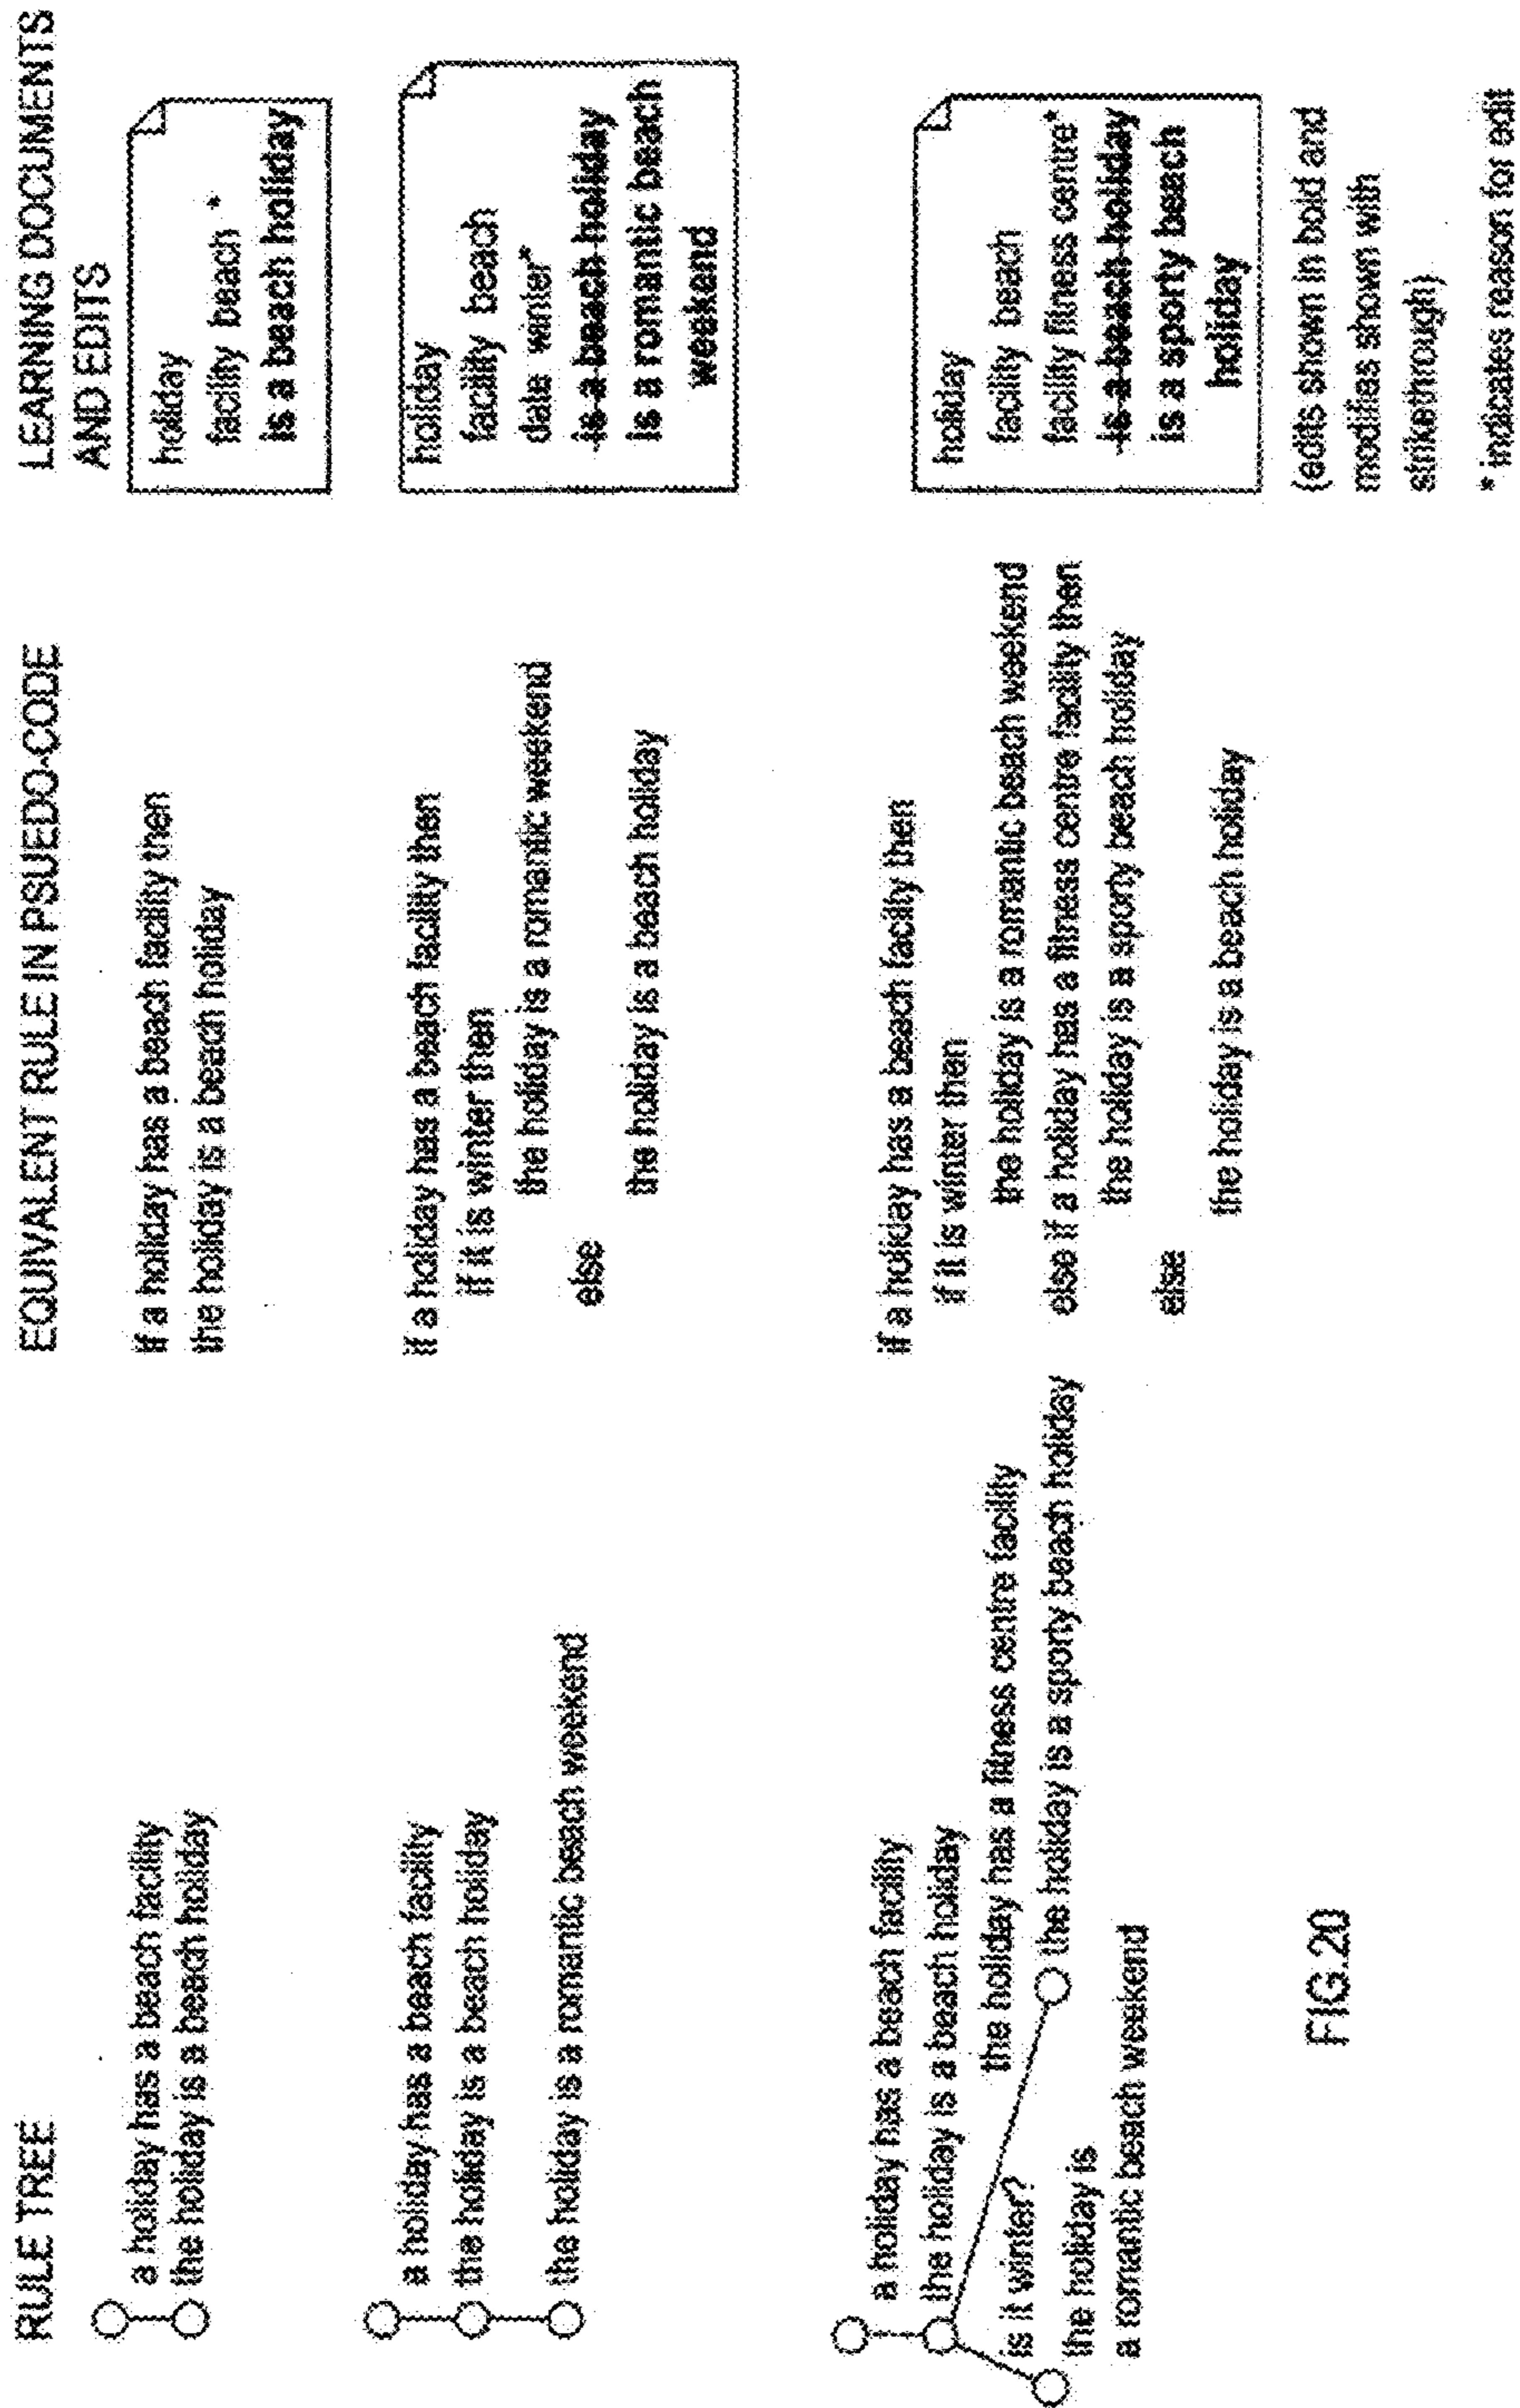 RULE TREE
a holiday has a beach facility
the holiday is a beach holiday
a holiday has a beach facility
the holiday is a beach holiday
the holiday is a romantic beach weekend
a holiday has a beach facility
the holiday is a beach holiday
the holiday has a fitness centre facility
is it winter?
the holiday is a sporty beach holiday
the holiday is
a romantic beach weekend
EQUIVALENT RULE IN PSUEDO-CODE
if a holiday has a beach facility then
the holiday is a beach holiday
if a holiday has a beach facility then
if it is winter then
the holiday is a romantic weekend
else
the holiday is a beach holiday
if a holiday has a beach facilty then
if it is winter then
the holiday is a romantic beach weekend
else if a holiday has a fitness centre facility then
the holiday is a sporty beach holiday
else
the holiday is a beach holiday
LEARNING DOCUMENTS
AND EDITS
holiday
facility beach *
is a beach holiday
holiday
facility beach
date winter*
is a beach holiday
is a romantic beach
weekend
holiday
facility beach
facility fitness centre*
is a beach holiday
is a sporty beach
holiday
(edits shown in bold and
modifies shown with
strikethrough)
* indicates reason for edit
FIG.20